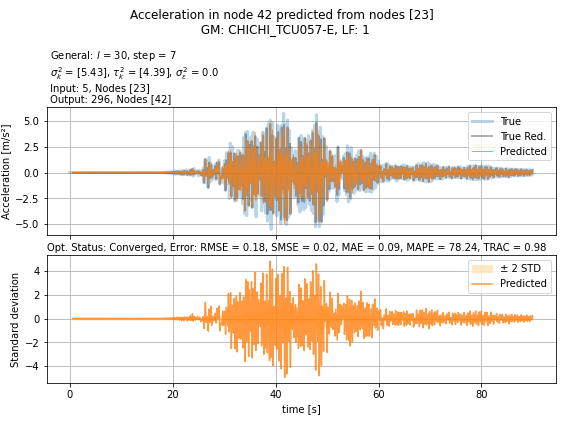 Acceleration in node 42 predicted from nodes [23]
GM: CHICHI_TCU057-E, LF: 1
General: l = 30, step = 7
σ²ₖ = [5.43], τ²ₖ = [4.39], σ²ₑ = 0.0
Input: 5, Nodes [23]
Output: 296, Nodes [42]
Acceleration [m/s²]
5.0
2.5
0.0
−2.5
−5.0
True
True Red.
Predicted
Opt. Status: Converged, Error: RMSE = 0.18, SMSE = 0.02, MAE = 0.09, MAPE = 78.24, TRAC = 0.98
Standard deviation
4
2
0
−2
−4
± 2 STD
Predicted
0
20
40
60
80
time [s]